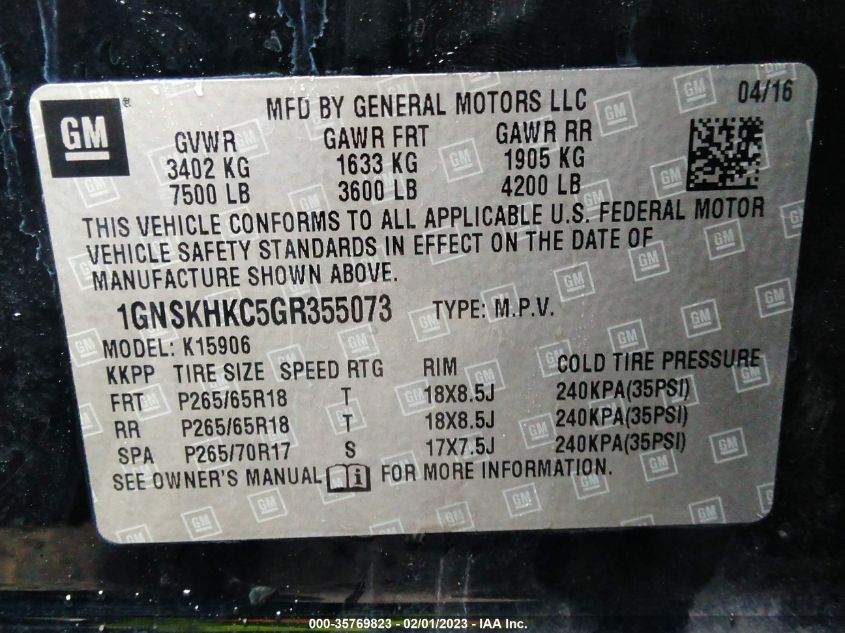 GM ® MFD BY GENERAL MOTORS LLC 04/16
GVWR GAWR FRT GAWR RR
3402 KG 1633 KG 1905 KG
7500 LB 3600 LB 4200 LB
THIS VEHICLE CONFORMS TO ALL APPLICABLE U.S. FEDERAL MOTOR
VEHICLE SAFETY STANDARDS IN EFFECT ON THE DATE OF
MANUFACTURE SHOWN ABOVE.
1GNSKHKC5GR355073 TYPE: M.P.V.
MODEL: K15906
KKPP TIRE SIZE SPEED RTG RIM COLD TIRE PRESSURE
FRT P265/65R18 T 18X8.5J 240KPA(35PSI)
RR P265/65R18 T 18X8.5J 240KPA(35PSI)
SPA P265/70R17 S 17X7.5J 240KPA(35PSI)
SEE OWNER'S MANUAL i FOR MORE INFORMATION.
000-35769823 - 02/01/2023 - IAA Inc.